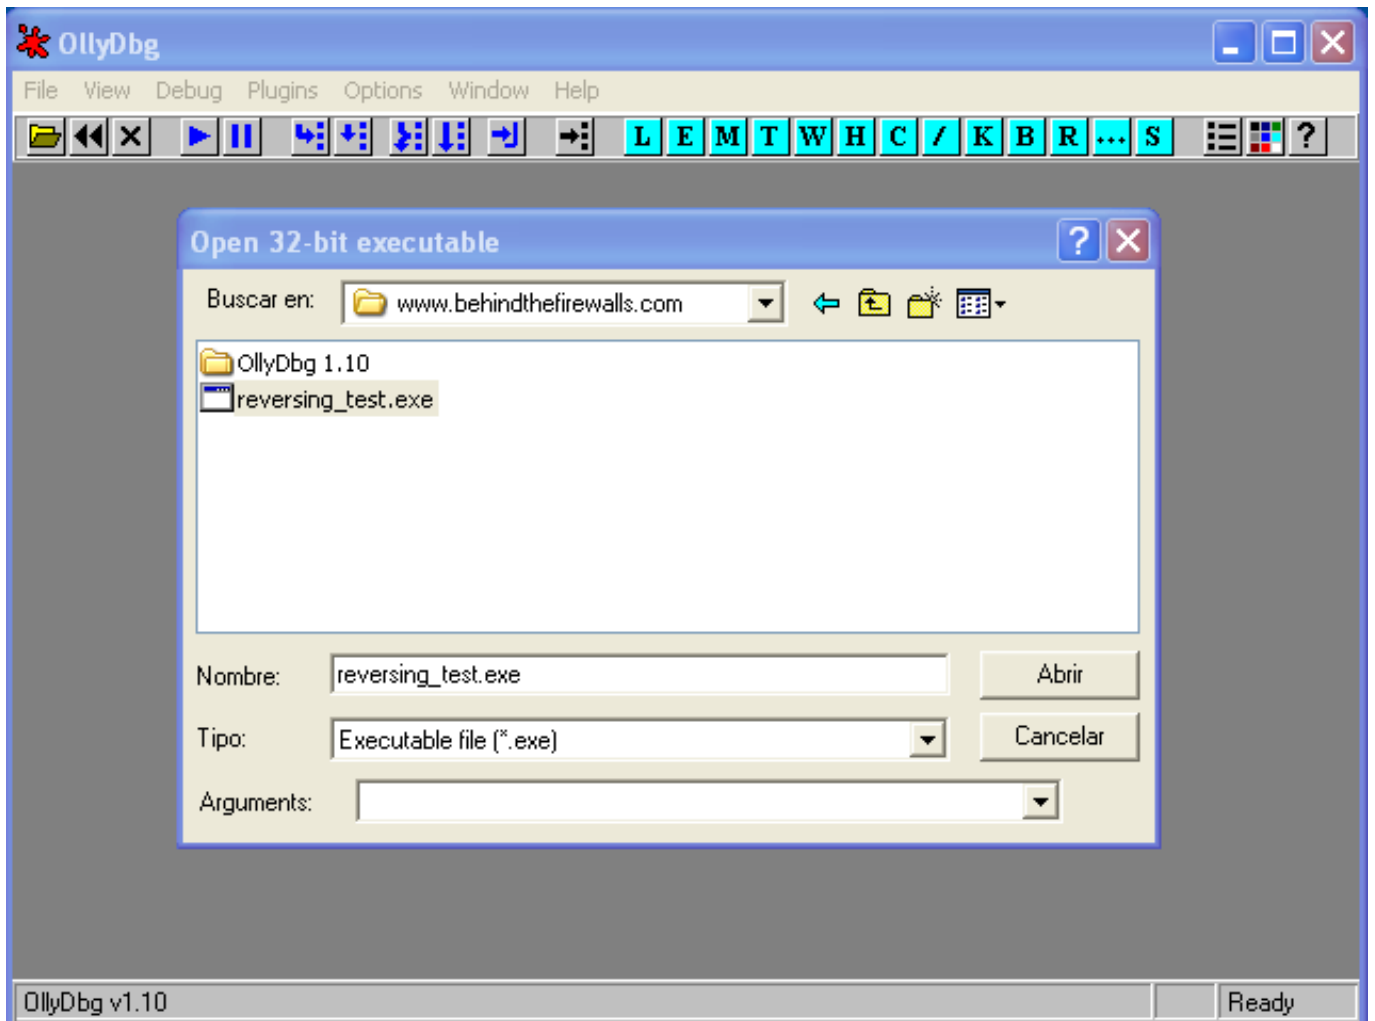 OllyDbg
File View Debug Plugins Options Window Help
L E M T W H C / K B R ... S ?
Open 32-bit executable ?
Buscar en: www.behindthefirewalls.com
OllyDbg 1.10
reversing_test.exe
Nombre: reversing_test.exe Abrir
Tipo: Executable file (*.exe) Cancelar
Arguments:
OllyDbg v1.10 Ready